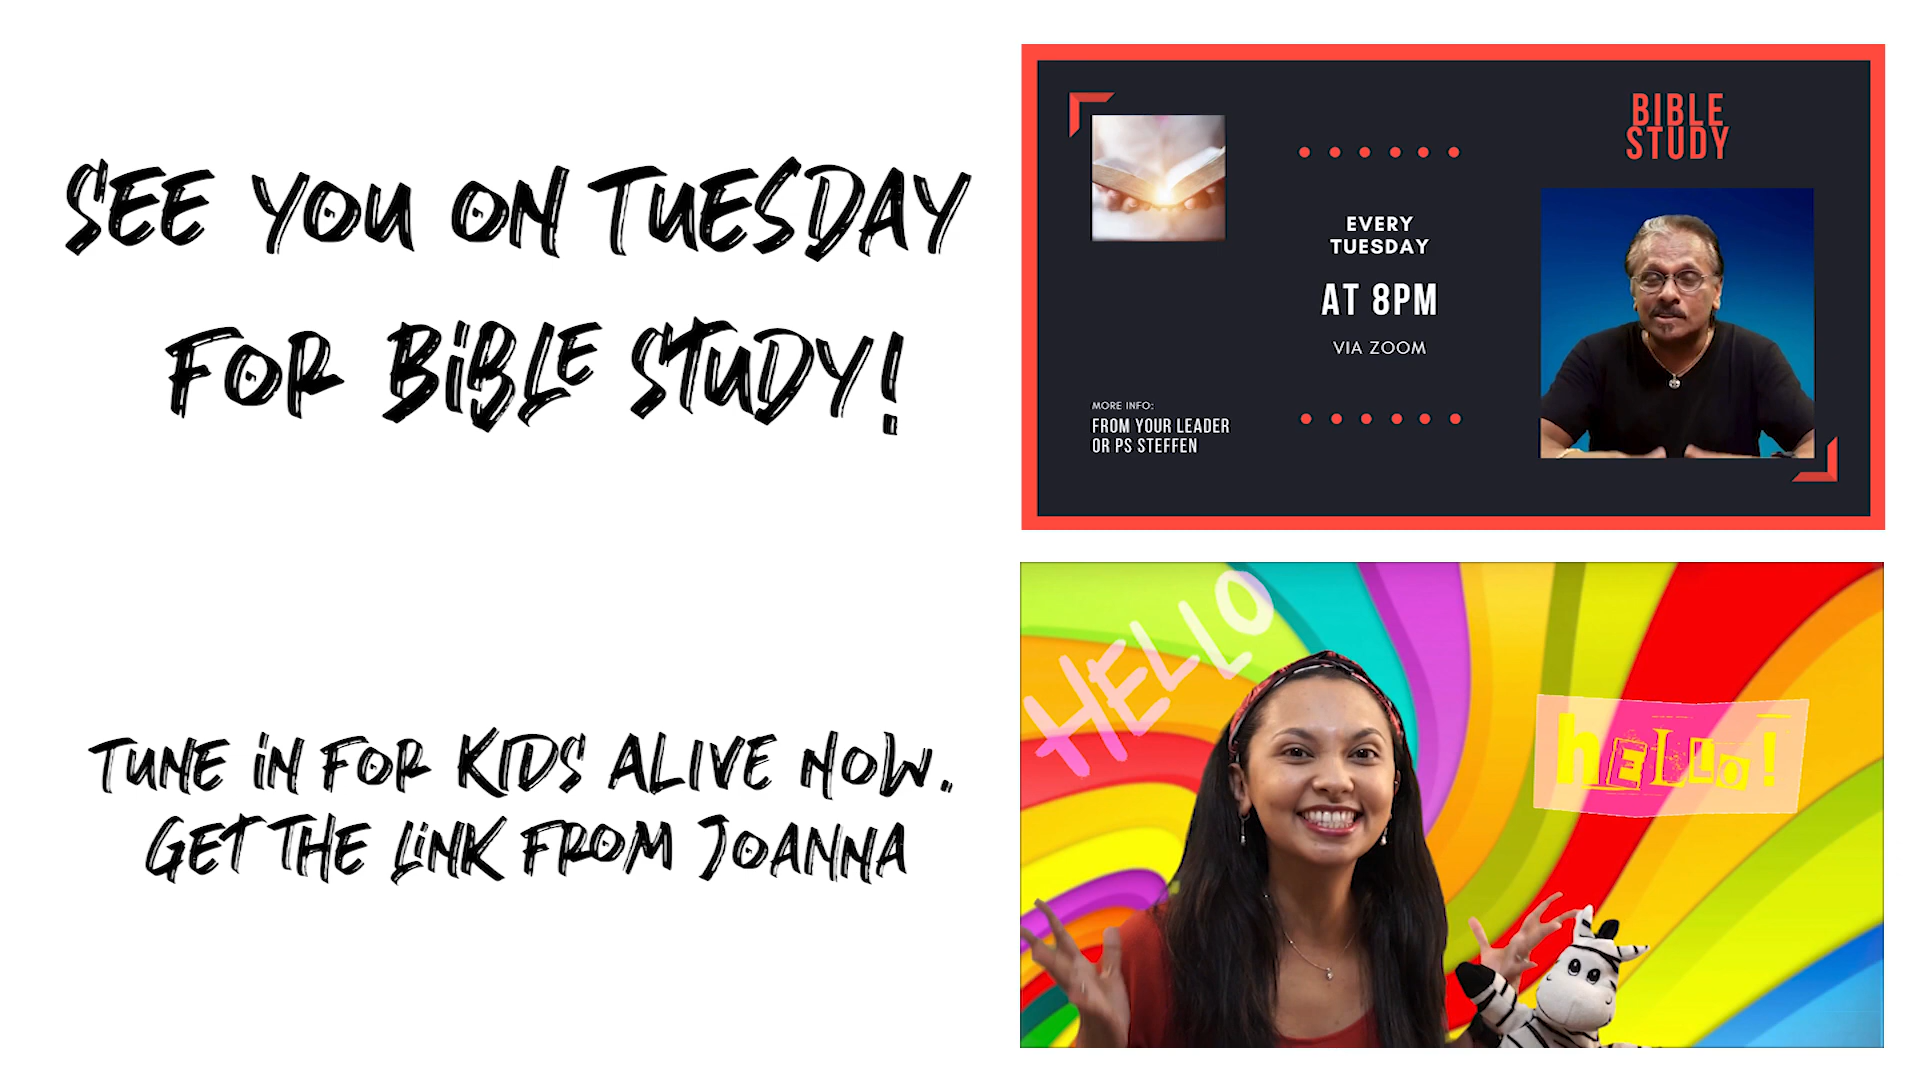 SEE YOU ON TUESDAY
FOR BIBLE STUDY!
BIBLE
STUDY
EVERY
TUESDAY
AT 8PM
VIA ZOOM
MORE INFO:
FROM YOUR LEADER
OR PS STEFFEN
TUNE IN FOR KIDS ALIVE NOW.
GET THE LINK FROM JOANNA
HELLO
hELLO!